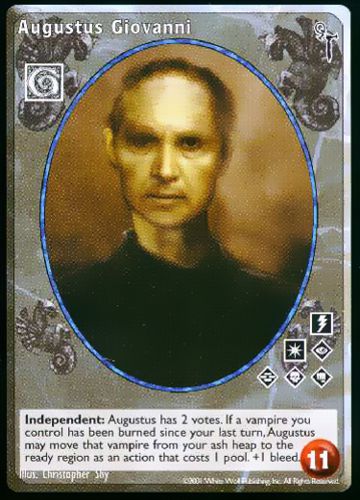 Augustus Giovanni
Independent: Augustus has 2 votes. If a vampire you
control has been burned since your last turn, Augustus
may move that vampire from your ash heap to the
ready region as an action that costs 1 pool. +1 bleed.
11
Illus. Christopher Shy
©2001 White Wolf Publishing, Inc. All Rights Reserved.